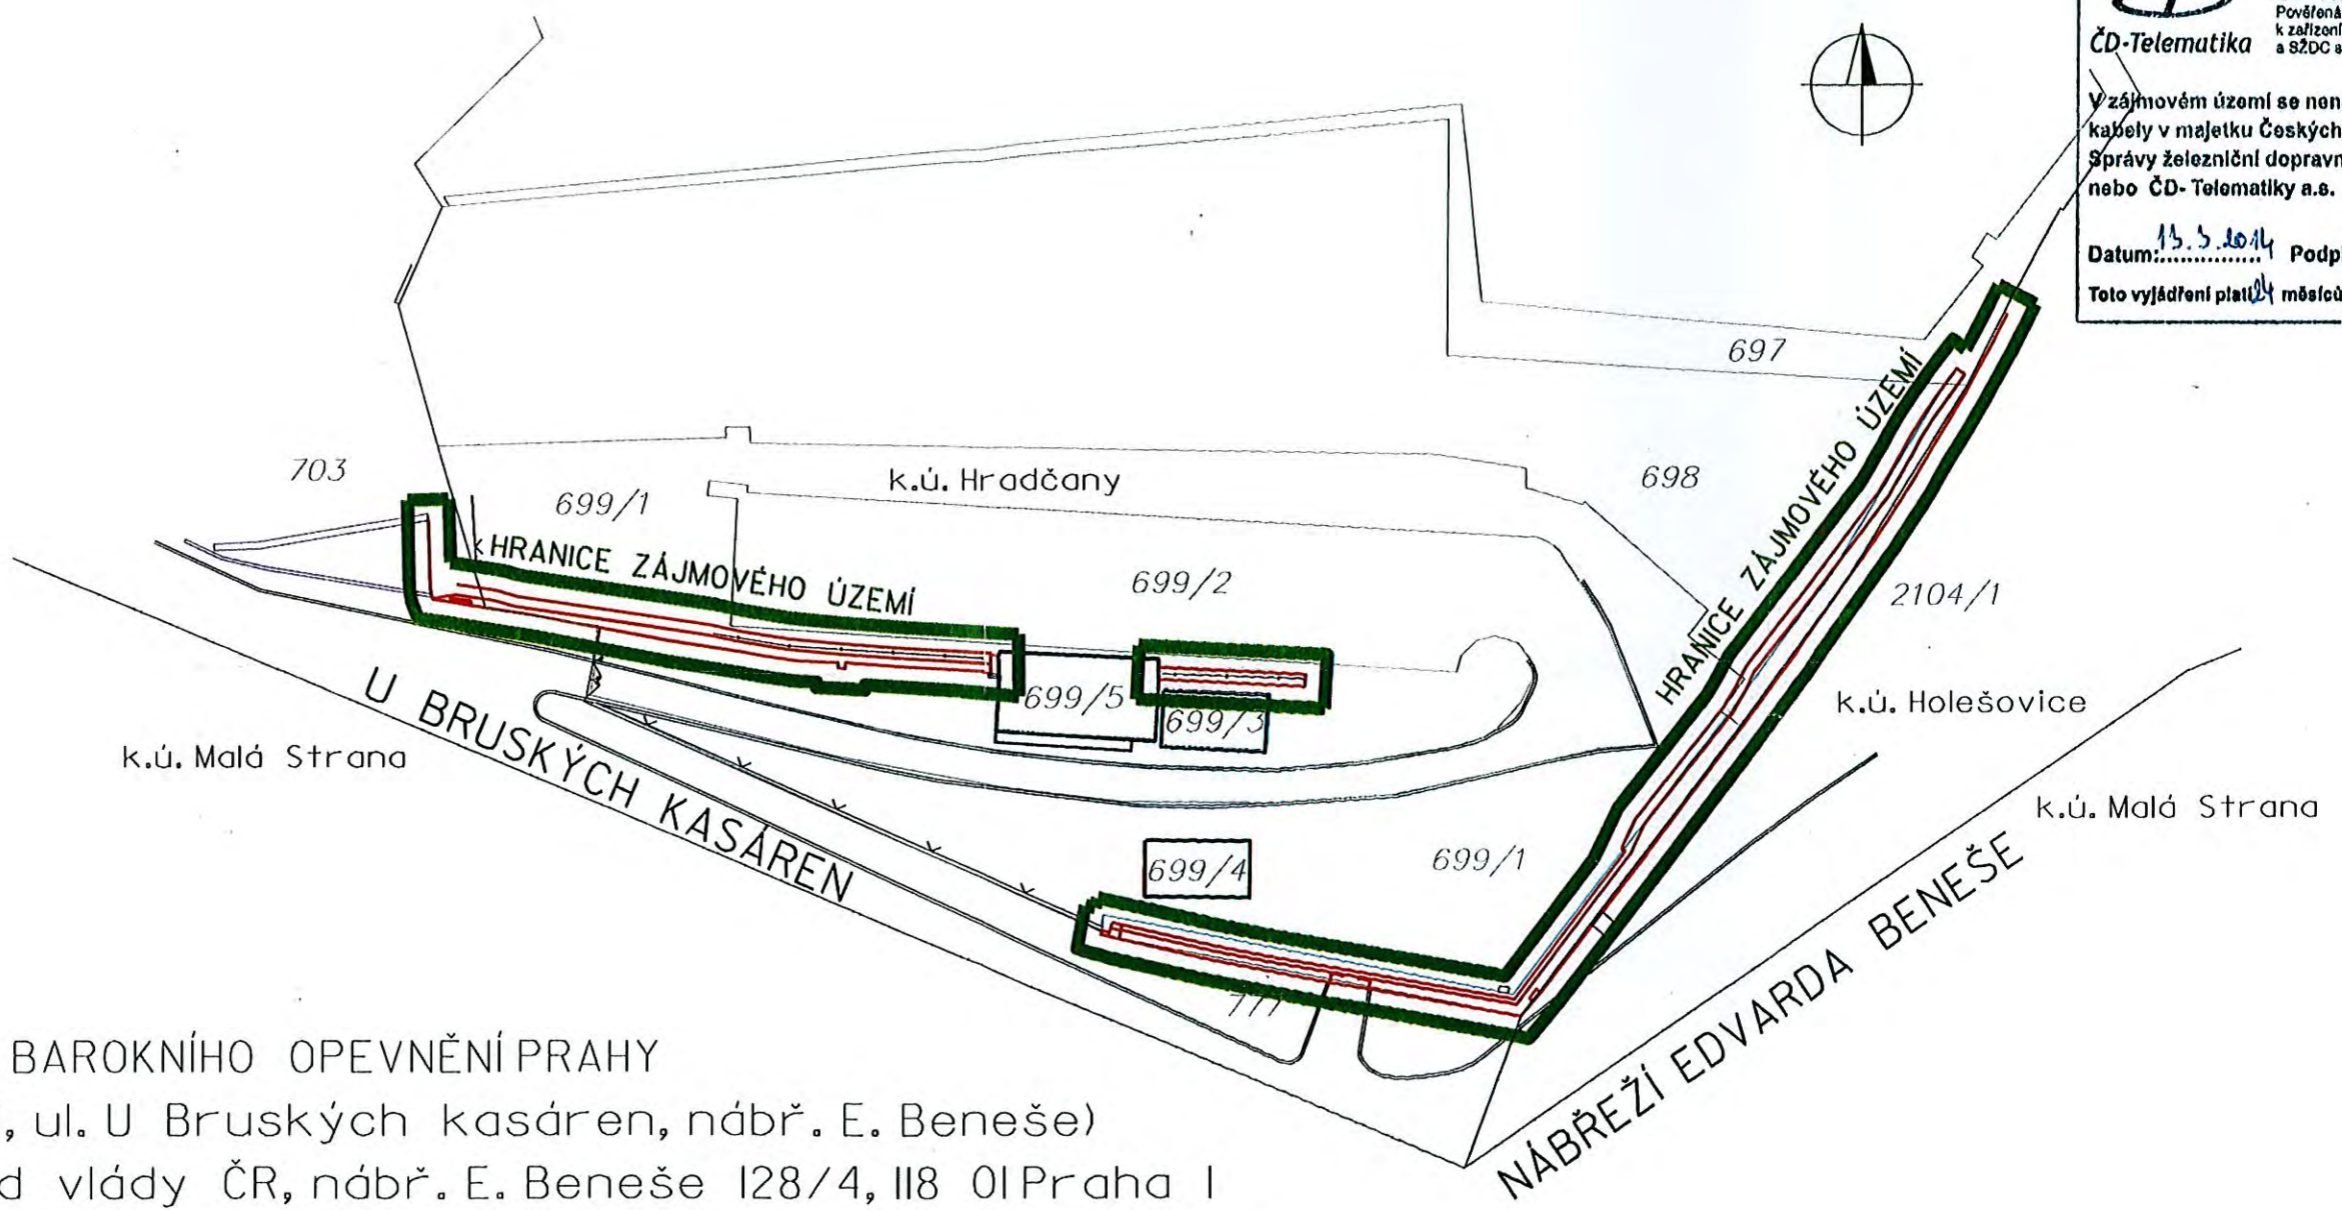 Pověřená
k zařízení
a SŽDC s
ČD-Telematika
V zájmovém území se nen
kabely v majetku Českých
Správy železniční dopravn
nebo ČD- Telematiky a.s.
Datum:13.3.2014 Podpi
Toto vyjádření platí 24 měsíců
697
703
k.ú. Hradčany
698
699/1
HRANICE ZÁJMOVÉHO ÚZEMÍ
HRANICE ZÁJMOVÉHO ÚZEMÍ
699/2
2104/1
699/5
699/3
U BRUSKÝCH KASÁREN
k.ú. Holešovice
k.ú. Malá Strana
k.ú. Malá Strana
699/4
699/1
777
NÁBŘEŽÍ EDVARDA BENEŠE
BAROKNÍHO OPEVNĚNÍ PRAHY
, ul. U Bruských kasáren, nábř. E. Beneše)
d vlády ČR, nábř. E. Beneše 128/4, 118 01 Praha 1